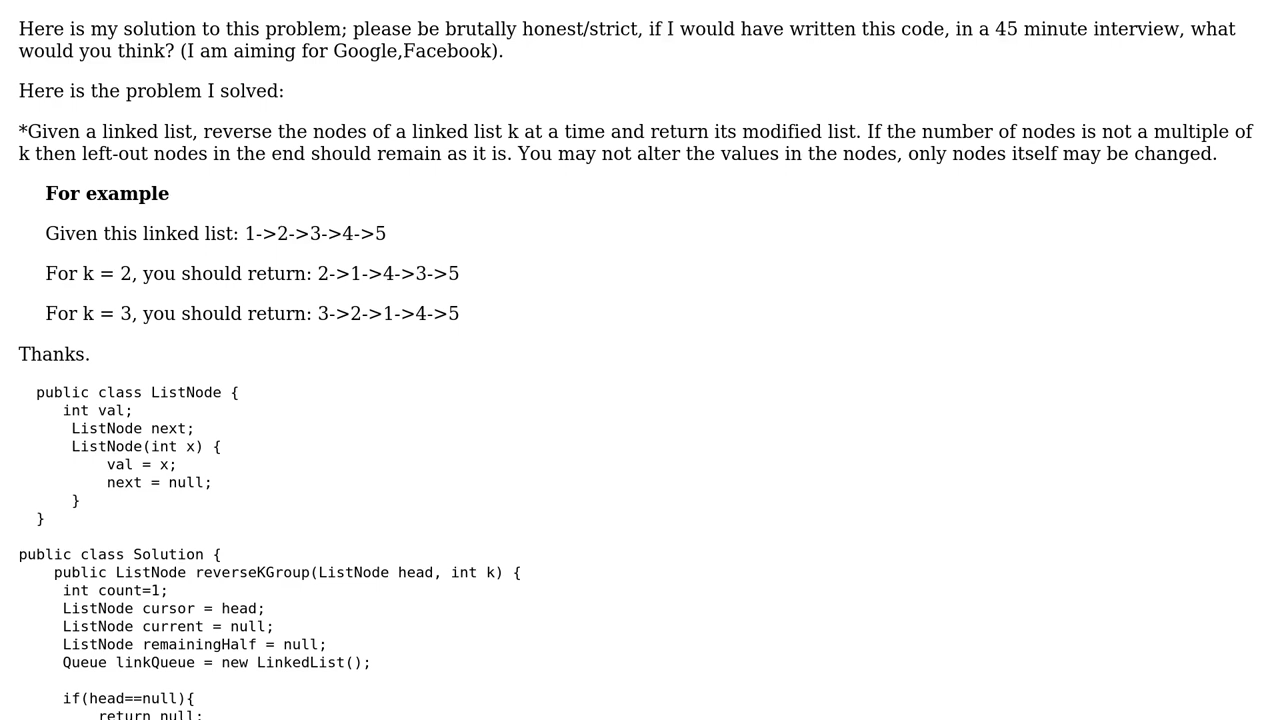 Here is my solution to this problem; please be brutally honest/strict, if I would have written this code, in a 45 minute interview, what
would you think? (I am aiming for Google,Facebook).
Here is the problem I solved:
*Given a linked list, reverse the nodes of a linked list k at a time and return its modified list. If the number of nodes is not a multiple of
k then left-out nodes in the end should remain as it is. You may not alter the values in the nodes, only nodes itself may be changed.
For example
Given this linked list: 1->2->3->4->5
For k = 2, you should return: 2->1->4->3->5
For k = 3, you should return: 3->2->1->4->5
Thanks.
public class ListNode {
int val;
ListNode next;
ListNode(int x) {
val = x;
next = null;
}
}
public class Solution {
public ListNode reverseKGroup(ListNode head, int k) {
int count=1;
ListNode cursor = head;
ListNode current = null;
ListNode remainingHalf = null;
Queue linkQueue = new LinkedList();
if(head==null){
return null;